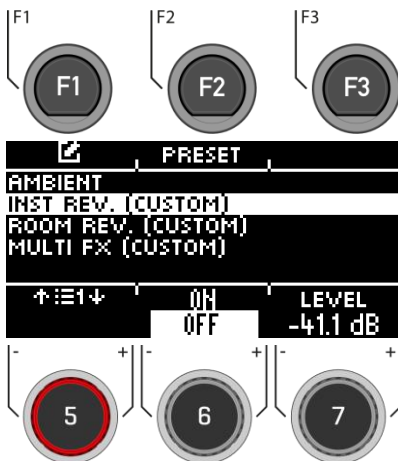 F1 F2 F3
F1 F2 F3
PRESET
AMBIENT
INST REV. (CUSTOM)
ROOM REV. (CUSTOM)
MULTI FX (CUSTOM)
↑☰1↓ ON LEVEL
OFF -41.1 dB
- + - + - +
5 6 7